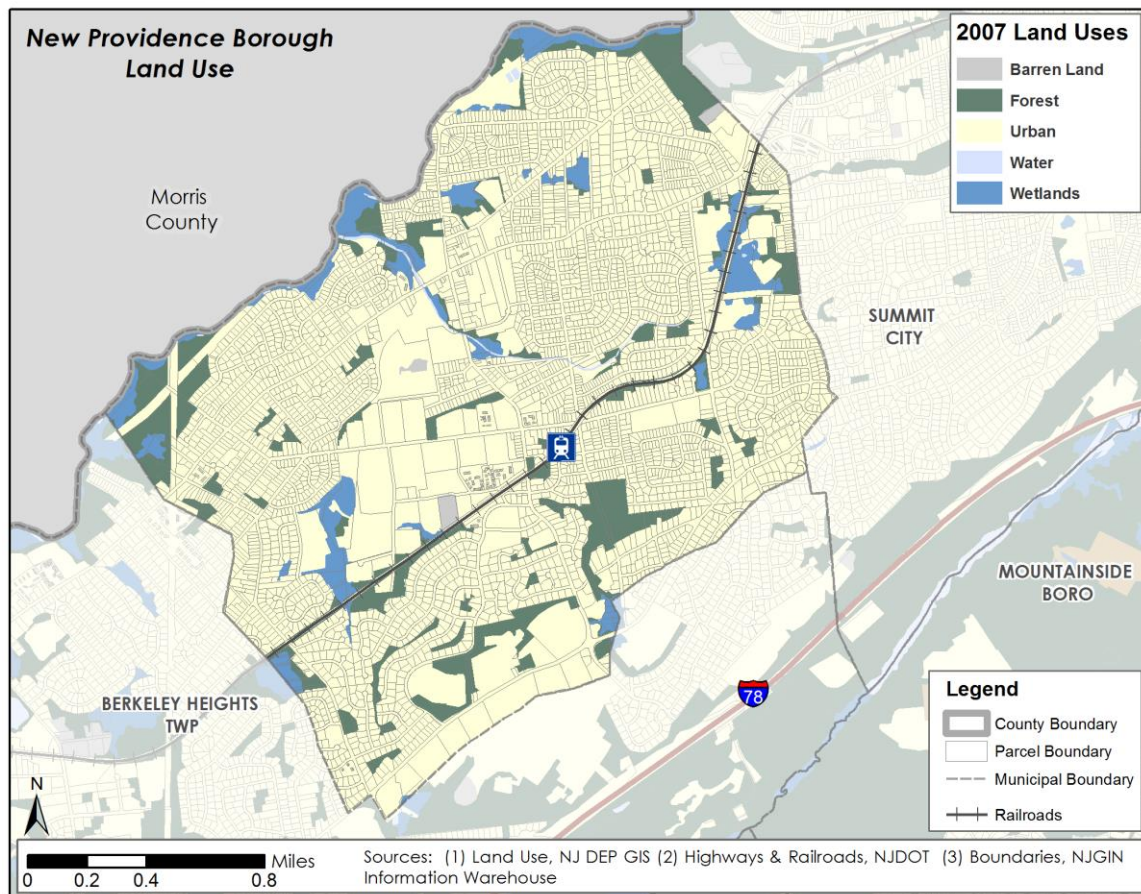 New Providence Borough
Land Use
2007 Land Uses
Barren Land
Forest
Urban
Water
Wetlands
Morris
County
SUMMIT
CITY
MOUNTAINSIDE
BORO
BERKELEY HEIGHTS
TWP
78
Legend
County Boundary
Parcel Boundary
Municipal Boundary
Railroads
N
Miles
0 0.2 0.4 0.8
Sources: (1) Land Use, NJ DEP GIS (2) Highways & Railroads, NJDOT (3) Boundaries, NJGIN
Information Warehouse